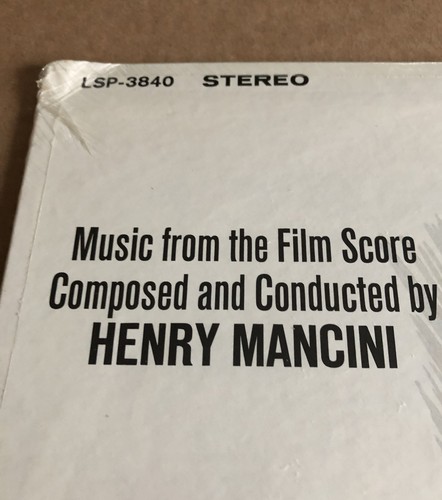 LSP-3840 STEREO
Music from the Film Score
Composed and Conducted by
HENRY MANCINI